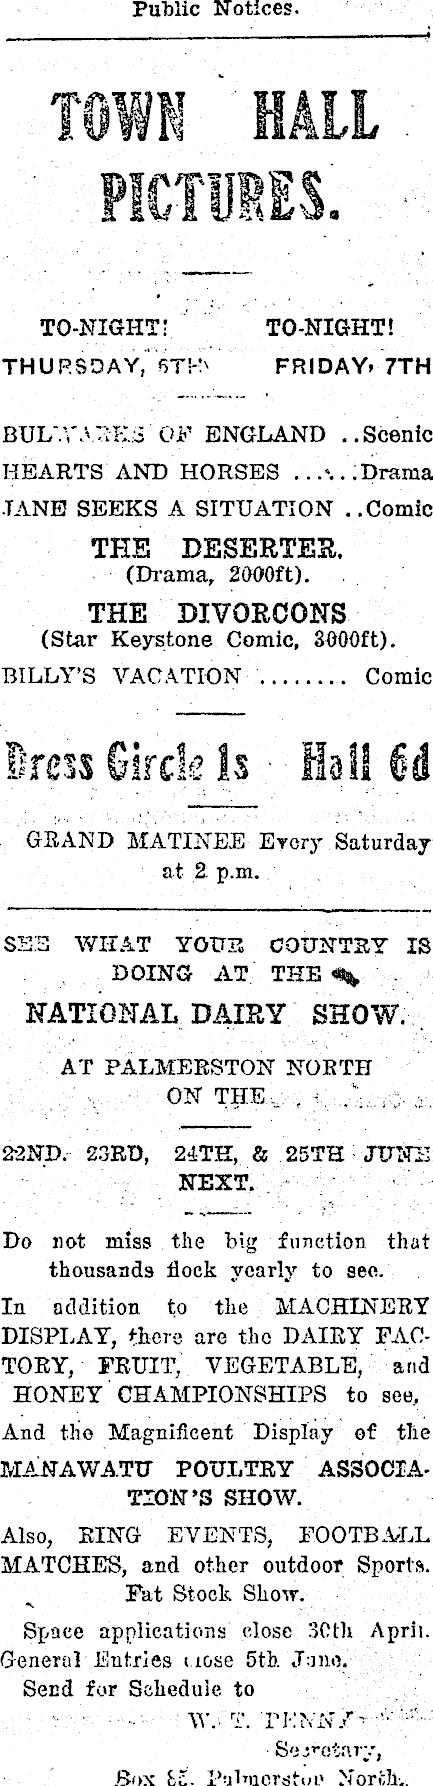 Public Notices.
TOWN HALL
PICTURES.
TO-NIGHT! TO-NIGHT!
THURSDAY, 6TH FRIDAY, 7TH
BULWARKS OF ENGLAND ..Scenic
HEARTS AND HORSES ......Drama
JANE SEEKS A SITUATION ..Comic
THE DESERTER.
(Drama, 2000ft).
THE DIVORCONS
(Star Keystone Comic, 3000ft).
BILLY'S VACATION ........ Comic
Dress Circle 1s Hall 6d
GRAND MATINEE Every Saturday
at 2 p.m.
SEE WHAT YOUR COUNTRY IS
DOING AT THE
NATIONAL DAIRY SHOW.
AT PALMERSTON NORTH
ON THE
22ND. 23RD, 24TH, & 25TH JUNE
NEXT.
Do not miss the big function that
thousands flock yearly to see.
In addition to the MACHINERY
DISPLAY, there are the DAIRY FAC-
TORY, FRUIT, VEGETABLE, and
HONEY CHAMPIONSHIPS to see.
And the Magnificent Display of the
MANAWATU POULTRY ASSOCIA-
TION'S SHOW.
Also, RING EVENTS, FOOTBALL
MATCHES, and other outdoor Sports.
Fat Stock Show.
Space applications close 30th April.
General Entries close 5th June.
Send for Schedule to
W. T. PENNY
Secretary,
Box Palmerston North.